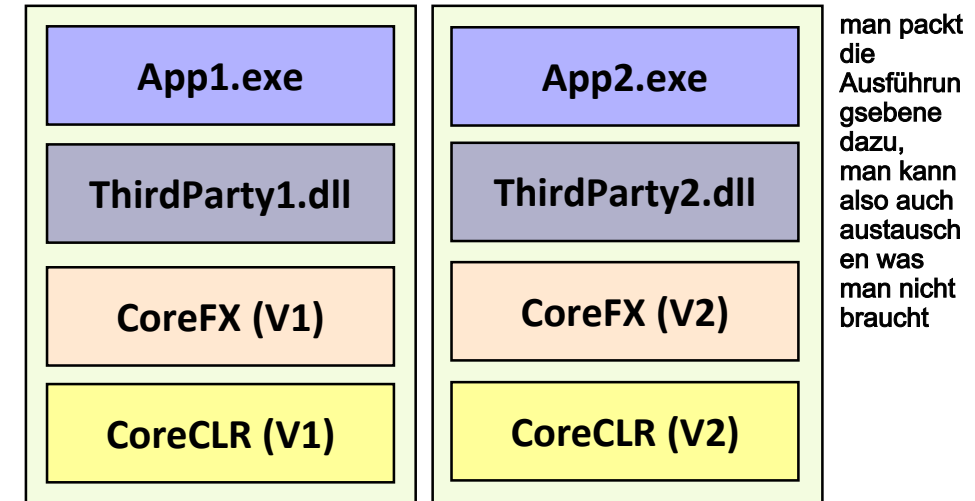 App1.exe
ThirdParty1.dll
CoreFX (V1)
CoreCLR (V1)
App2.exe
ThirdParty2.dll
CoreFX (V2)
CoreCLR (V2)
man packt
die
Ausführun
gsebene
dazu,
man kann
also auch
austausch
en was
man nicht
braucht